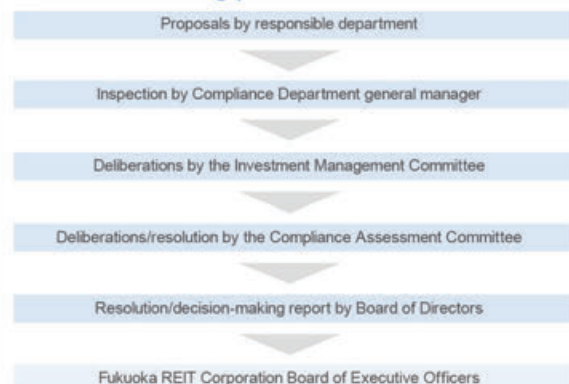 Proposals by responsible department
Inspection by Compliance Department general manager
Deliberations by the Investment Management Committee
Deliberations/resolution by the Compliance Assessment Committee
Resolution/decision-making report by Board of Directors
Fukuoka REIT Corporation Board of Executive Officers